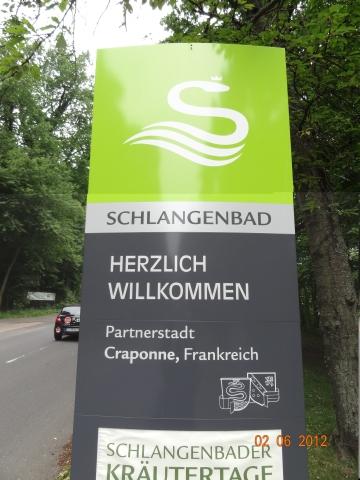 SCHLANGENBAD
HERZLICH
WILLKOMMEN
Partnerstadt
Craponne, Frankreich
SCHLANGENBADER
KRÄUTERTAGE
02 06 2012